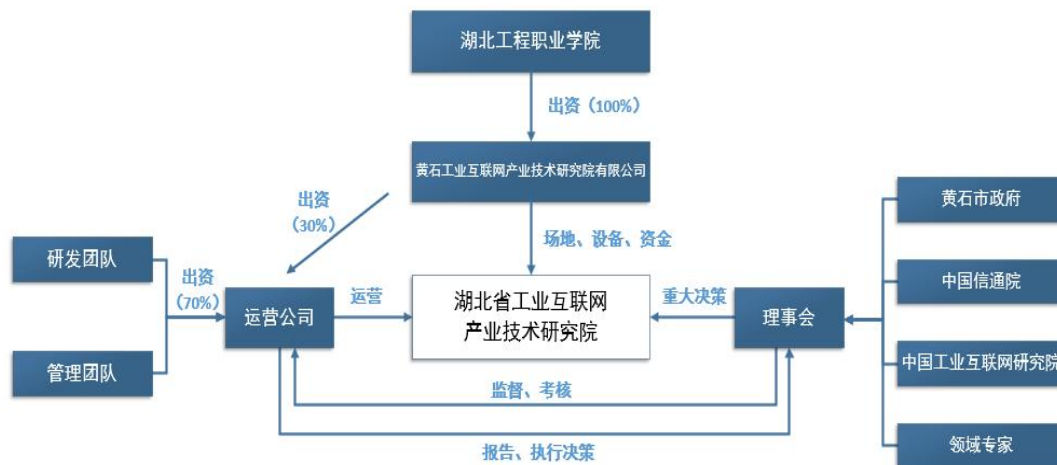 湖北工程职业学院
出资（100%）
黄石工业互联网产业技术研究院有限公司
出资
（30%）
场地、设备、资金
黄石市政府
研发团队
出资
（70%）
运营公司
运营
湖北省工业互联网
产业技术研究院
重大决策
理事会
中国信通院
管理团队
中国工业互联网研究院
监督、考核
领域专家
报告、执行决策